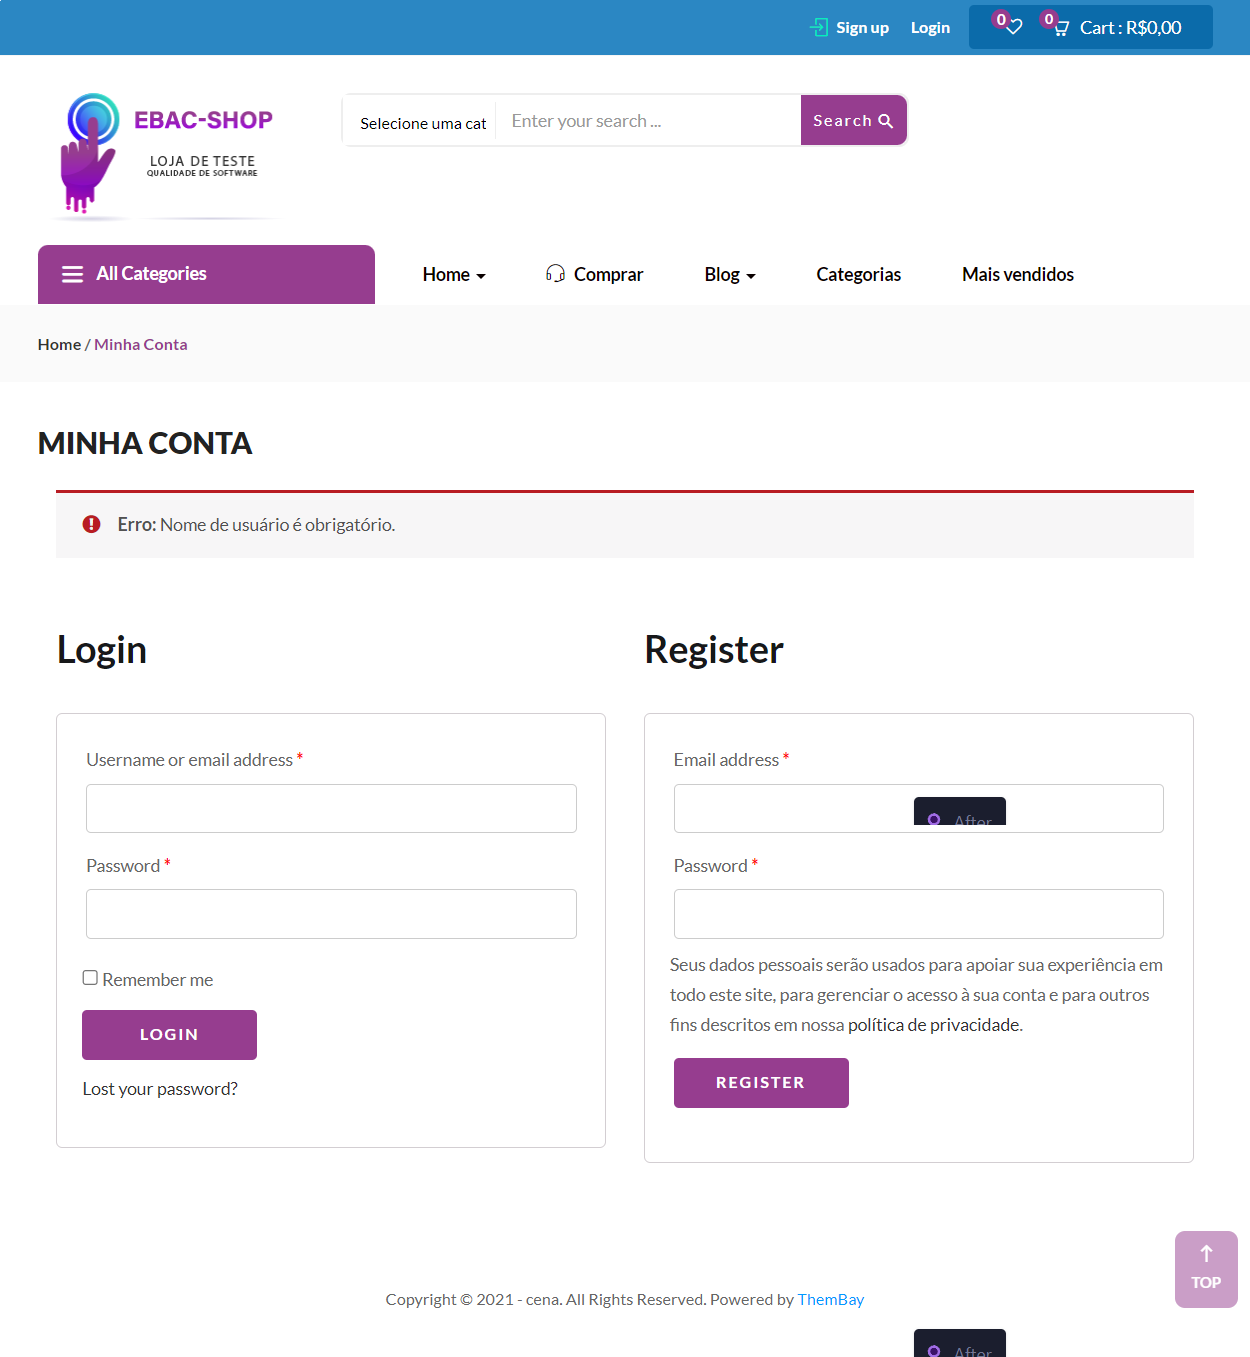 Sign up Login 0 0 Cart : R$0,00
EBAC-SHOP
LOJA DE TESTE
QUALIDADE DE SOFTWARE
Selecione uma cat Enter your search ... Search
All Categories Home Comprar Blog Categorias Mais vendidos
Home / Minha Conta
MINHA CONTA
Erro: Nome de usuário é obrigatório.
Login
Username or email address *
Password *
Remember me
LOGIN
Lost your password?
Register
Email address *
After
Password *
Seus dados pessoais serão usados para apoiar sua experiência em
todo este site, para gerenciar o acesso à sua conta e para outros
fins descritos em nossa política de privacidade.
REGISTER
TOP
Copyright © 2021 - cena. All Rights Reserved. Powered by ThemBay
After